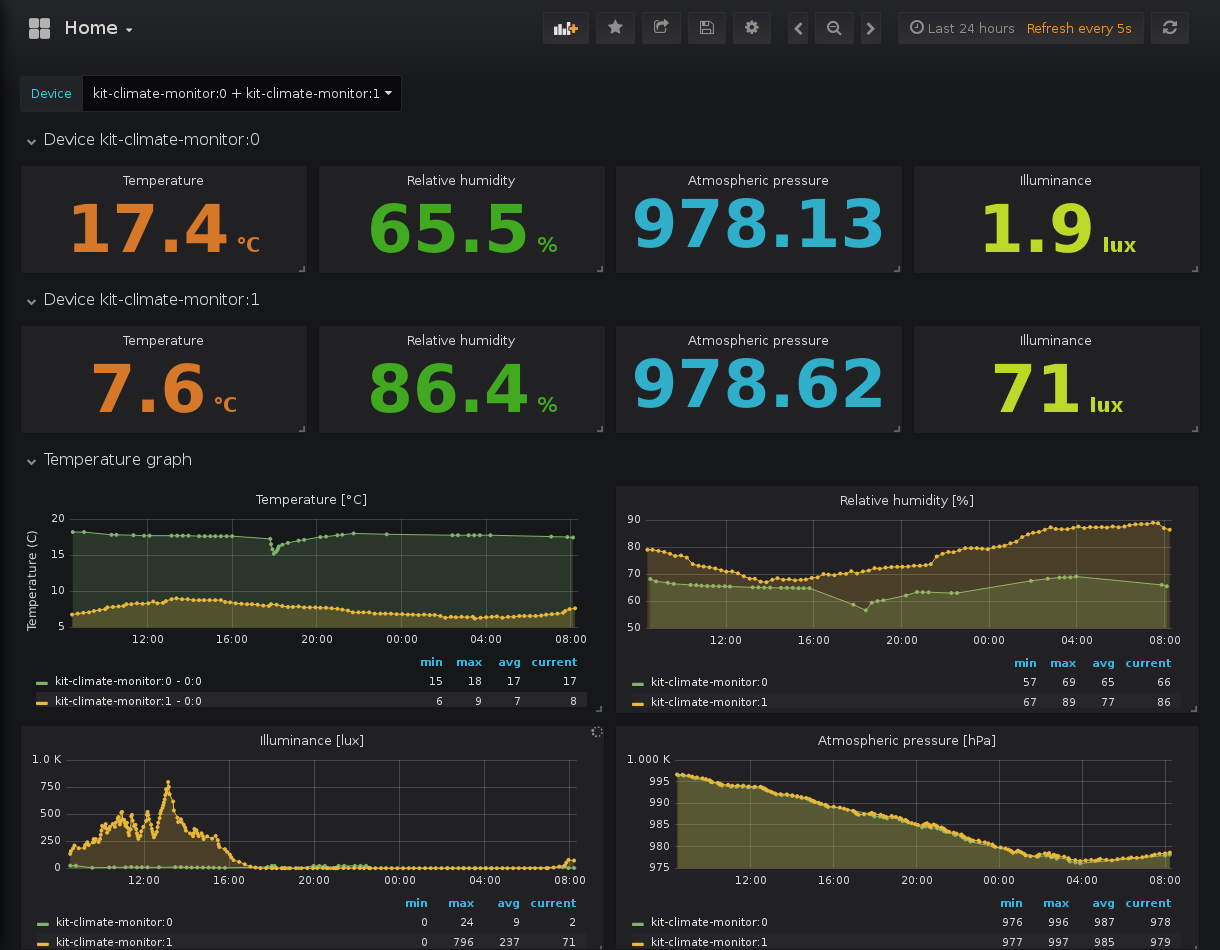 Home
Last 24 hours Refresh every 5s
Device kit-climate-monitor:0 + kit-climate-monitor:1
Device kit-climate-monitor:0
Temperature Relative humidity Atmospheric pressure Illuminance
17.4 °C 65.5 % 978.13 1.9 lux
Device kit-climate-monitor:1
Temperature Relative humidity Atmospheric pressure Illuminance
7.6 °C 86.4 % 978.62 71 lux
Temperature graph
Temperature [°C]
Temperature (C)
20
15
10
5
12:00 16:00 20:00 00:00 04:00 08:00
min max avg current
kit-climate-monitor:0 - 0:0 15 18 17 17
kit-climate-monitor:1 - 0:0 6 9 7 8
Relative humidity [%]
90
80
70
60
50
12:00 16:00 20:00 00:00 04:00 08:00
min max avg current
kit-climate-monitor:0 57 69 65 66
kit-climate-monitor:1 67 89 77 86
Illuminance [lux]
1.0 K
750
500
250
0
12:00 16:00 20:00 00:00 04:00 08:00
min max avg current
kit-climate-monitor:0 0 24 9 2
kit-climate-monitor:1 0 796 237 71
Atmospheric pressure [hPa]
1.000 K
995
990
985
980
975
12:00 16:00 20:00 00:00 04:00 08:00
min max avg current
kit-climate-monitor:0 976 996 987 978
kit-climate-monitor:1 977 997 985 979